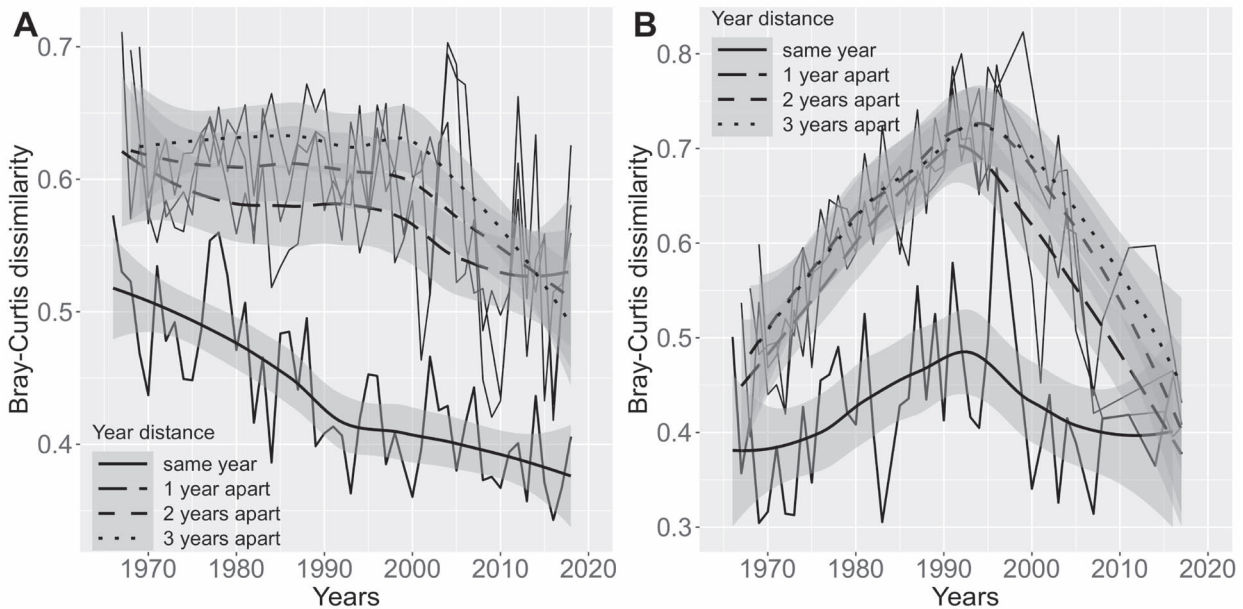 A
Bray-Curtis dissimilarity
0.7
0.6
0.5
0.4
Year distance
same year
1 year apart
2 years apart
3 years apart
1970 1980 1990 2000 2010 2020
Years
B
Bray-Curtis dissimilarity
Year distance
same year
1 year apart
2 years apart
3 years apart
0.8
0.7
0.6
0.5
0.4
0.3
1970 1980 1990 2000 2010 2020
Years